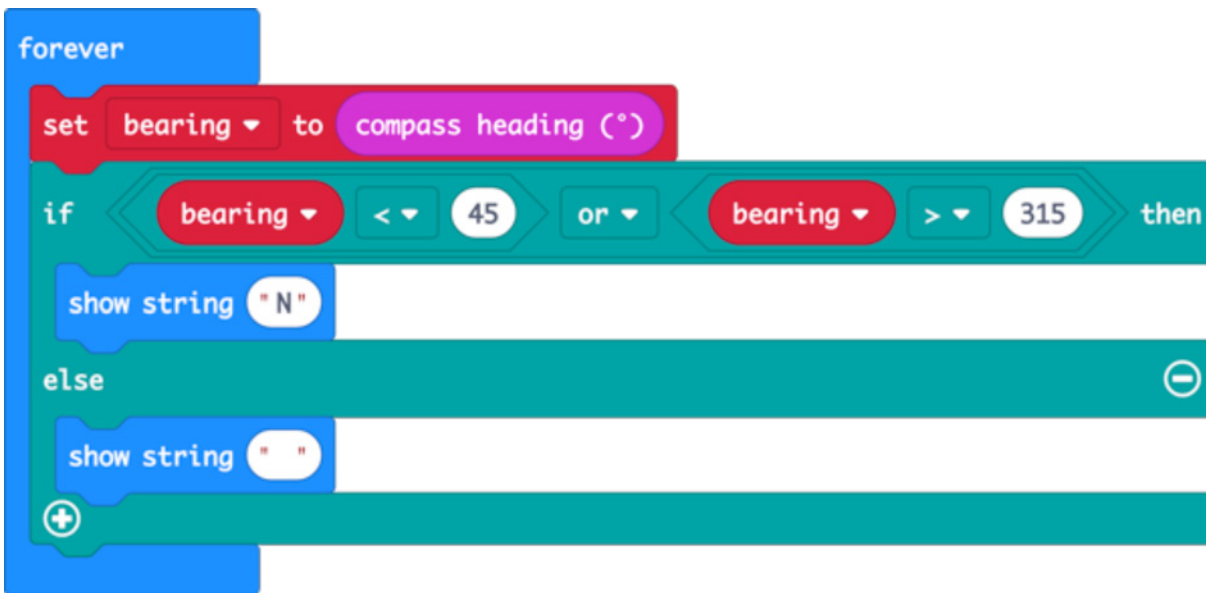 forever
set bearing to compass heading (°)
if bearing < 45 or bearing > 315 then
show string "N"
else
show string " "